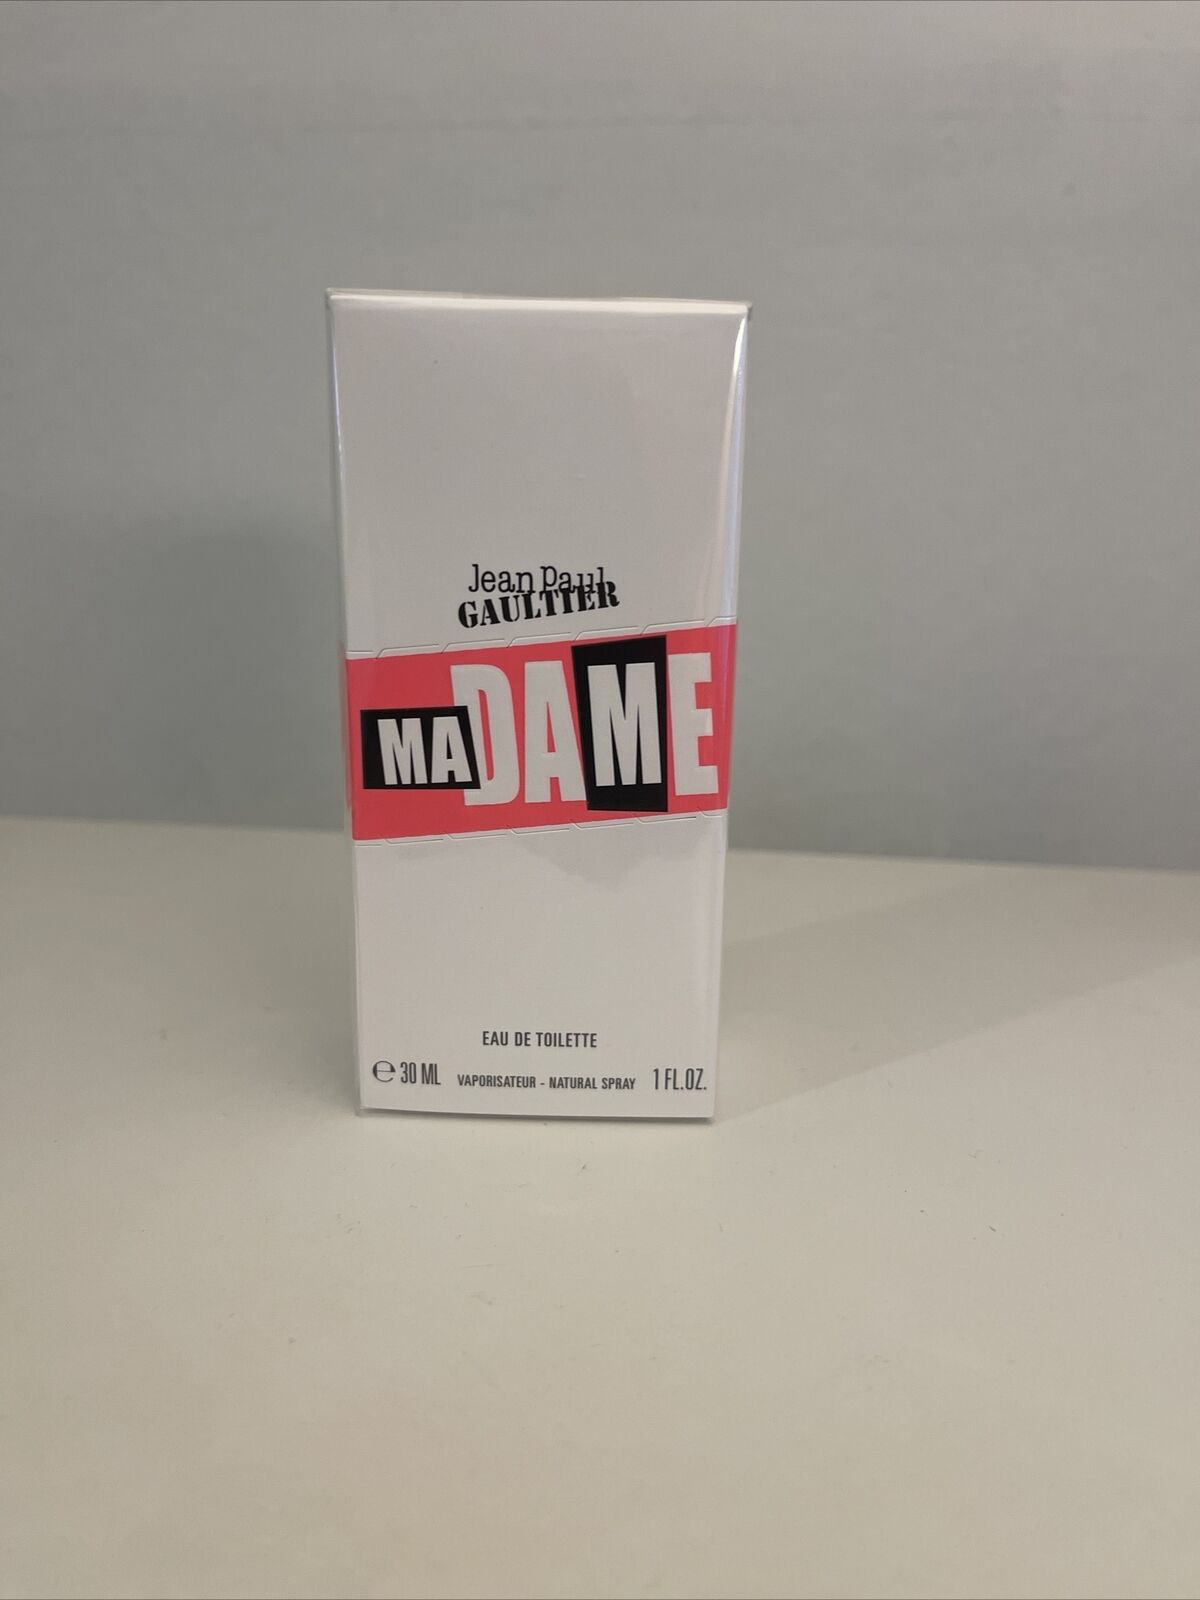 Jean Paul
GAULTIER
MADAME
EAU DE TOILETTE
℮ 30 ML VAPORISATEUR - NATURAL SPRAY 1 FL.OZ.